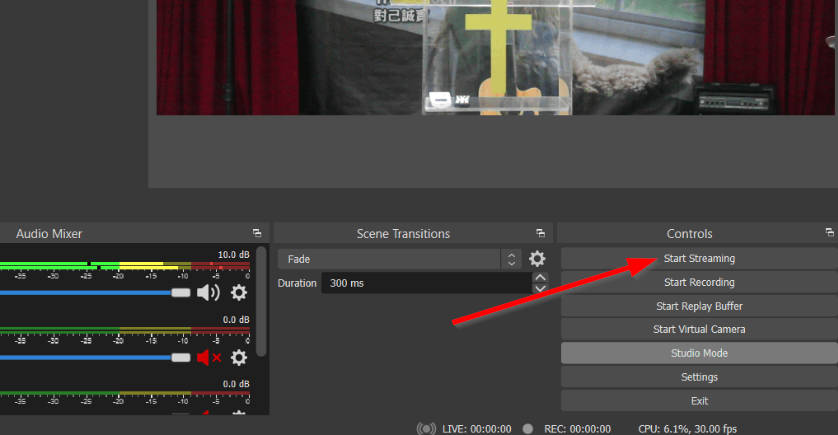 對己誠實
Audio Mixer
Scene Transitions
Controls
10.0 dB
-35 -30 -25 -20 -15 -10 -5 0
Fade
Start Streaming
Duration 300 ms
Start Recording
0.0 dB
Start Replay Buffer
-35 -30 -25 -20 -15 -10 -5 0
Start Virtual Camera
Studio Mode
0.0 dB
Settings
-35 -30 -25 -20 -15 -10 -5 0
Exit
LIVE: 00:00:00 REC: 00:00:00 CPU: 6.1%, 30.00 fps